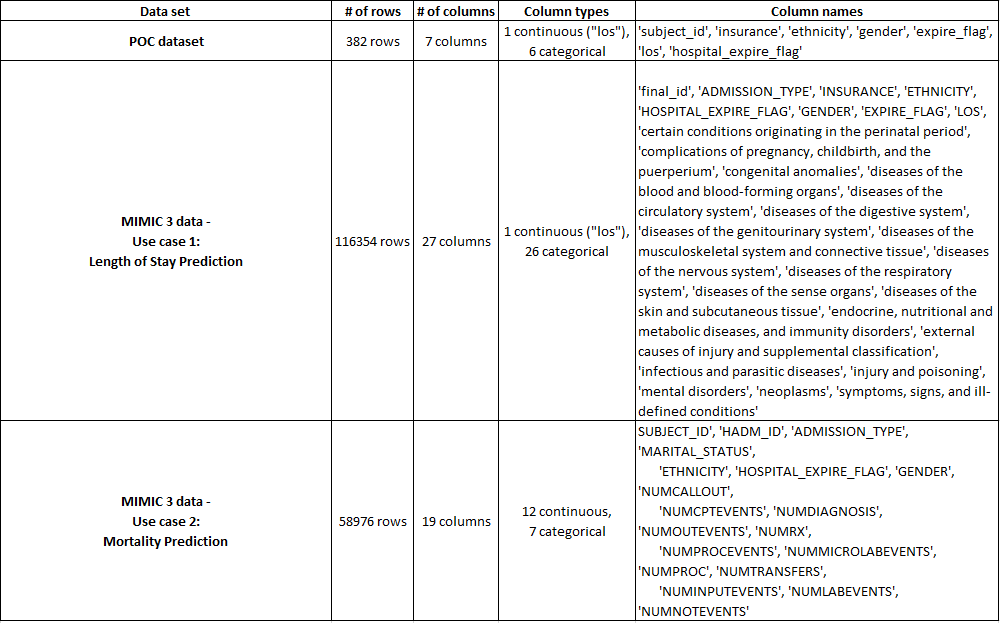 Data set # of rows # of columns Column types Column names
POC dataset 382 rows 7 columns 1 continuous ("los"),
6 categorical 'subject_id', 'insurance', 'ethnicity', 'gender', 'expire_flag',
'los', 'hospital_expire_flag'
MIMIC 3 data -
Use case 1:
Length of Stay Prediction
116354 rows
27 columns
1 continuous ("los"),
26 categorical
'final_id', 'ADMISSION_TYPE', 'INSURANCE', 'ETHNICITY',
'HOSPITAL_EXPIRE_FLAG', 'GENDER', 'EXPIRE_FLAG', 'LOS',
'certain conditions originating in the perinatal period',
'complications of pregnancy, childbirth, and the
puerperium', 'congenital anomalies', 'diseases of the
blood and blood-forming organs', 'diseases of the
circulatory system', 'diseases of the digestive system',
'diseases of the genitourinary system', 'diseases of the
musculoskeletal system and connective tissue', 'diseases
of the nervous system', 'diseases of the respiratory
system', 'diseases of the sense organs', 'diseases of the
skin and subcutaneous tissue', 'endocrine, nutritional and
metabolic diseases, and immunity disorders', 'external
causes of injury and supplemental classification',
'infectious and parasitic diseases', 'injury and poisoning',
'mental disorders', 'neoplasms', 'symptoms, signs, and ill-
defined conditions'
MIMIC 3 data -
Use case 2:
Mortality Prediction
58976 rows
19 columns
12 continuous,
7 categorical
SUBJECT_ID', 'HADM_ID', 'ADMISSION_TYPE',
'MARITAL_STATUS',
'ETHNICITY', 'HOSPITAL_EXPIRE_FLAG', 'GENDER',
'NUMCALLOUT',
'NUMCPTEVENTS', 'NUMDIAGNOSIS',
'NUMOUTEVENTS', 'NUMRX',
'NUMPROCEVENTS', 'NUMMICROLABEVENTS',
'NUMPROC', 'NUMTRANSFERS',
'NUMINPUTEVENTS', 'NUMLABEVENTS',
'NUMNOTEVENTS'